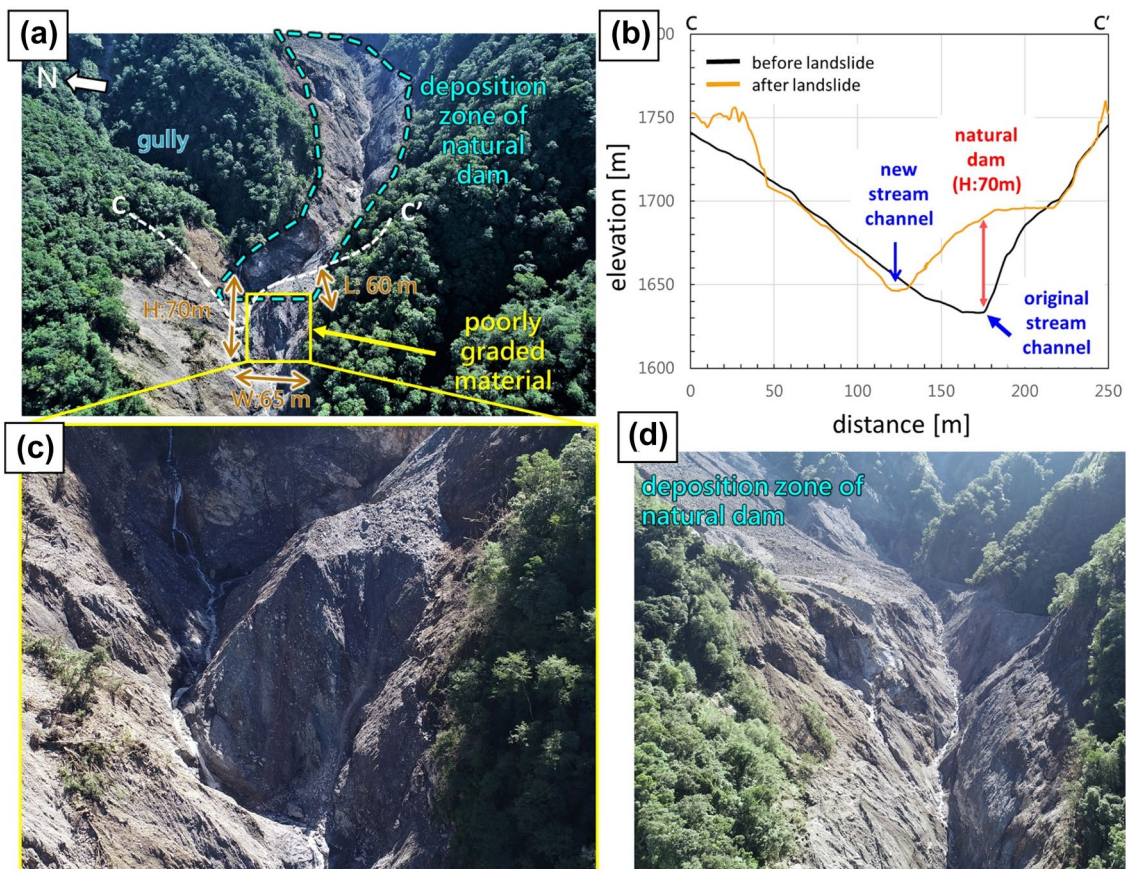 (a)
N
gully
deposition
zone of
natural
dam
C
C'
H:70m
L: 60 m
W:65 m
poorly
graded
material
(b)
C
C'
before landslide
after landslide
1750
1700
1650
1600
elevation [m]
new
stream
channel
natural
dam
(H:70m)
original
stream
channel
0
50
100
150
200
250
distance [m]
(c)
(d)
deposition zone of
natural dam